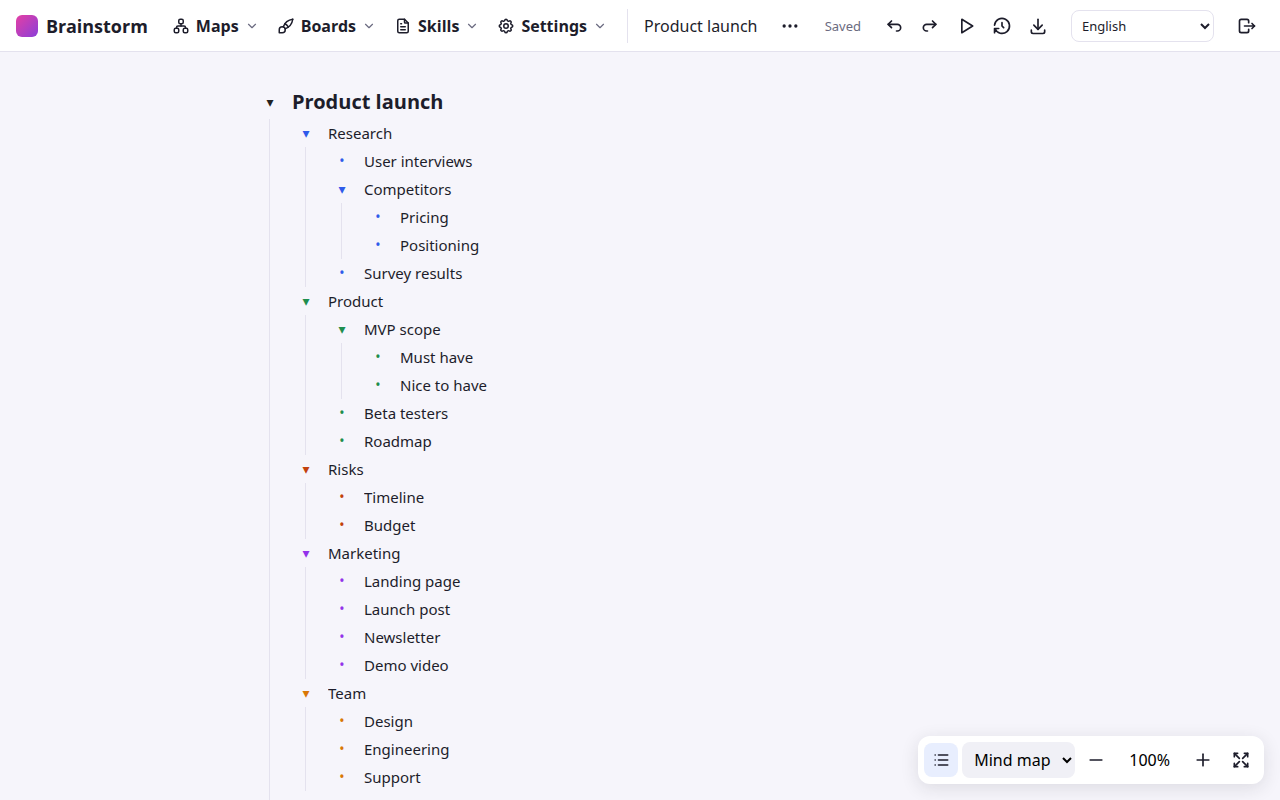 Brainstorm Maps Boards Skills Settings Product launch Saved English
Product launch
Research
User interviews
Competitors
Pricing
Positioning
Survey results
Product
MVP scope
Must have
Nice to have
Beta testers
Roadmap
Risks
Timeline
Budget
Marketing
Landing page
Launch post
Newsletter
Demo video
Team
Design
Engineering
Support
Mind map 100%